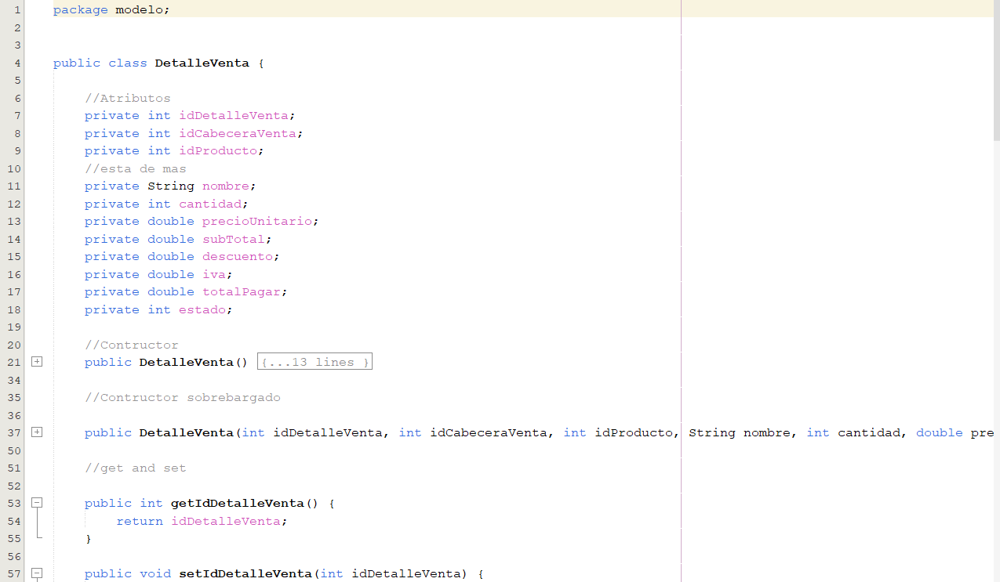 1 package modelo;
2
3
4 public class DetalleVenta {
5
6 //Atributos
7 private int idDetalleVenta;
8 private int idCabeceraVenta;
9 private int idProducto;
10 //esta de mas
11 private String nombre;
12 private int cantidad;
13 private double precioUnitario;
14 private double subTotal;
15 private double descuento;
16 private double iva;
17 private double totalPagar;
18 private int estado;
19
20 //Contructor
21 public DetalleVenta() {...13 lines }
34
35 //Contructor sobrebargado
36
37 public DetalleVenta(int idDetalleVenta, int idCabeceraVenta, int idProducto, String nombre, int cantidad, double pre
50
51 //get and set
52
53 public int getIdDetalleVenta() {
54 return idDetalleVenta;
55 }
56
57 public void setIdDetalleVenta(int idDetalleVenta) {